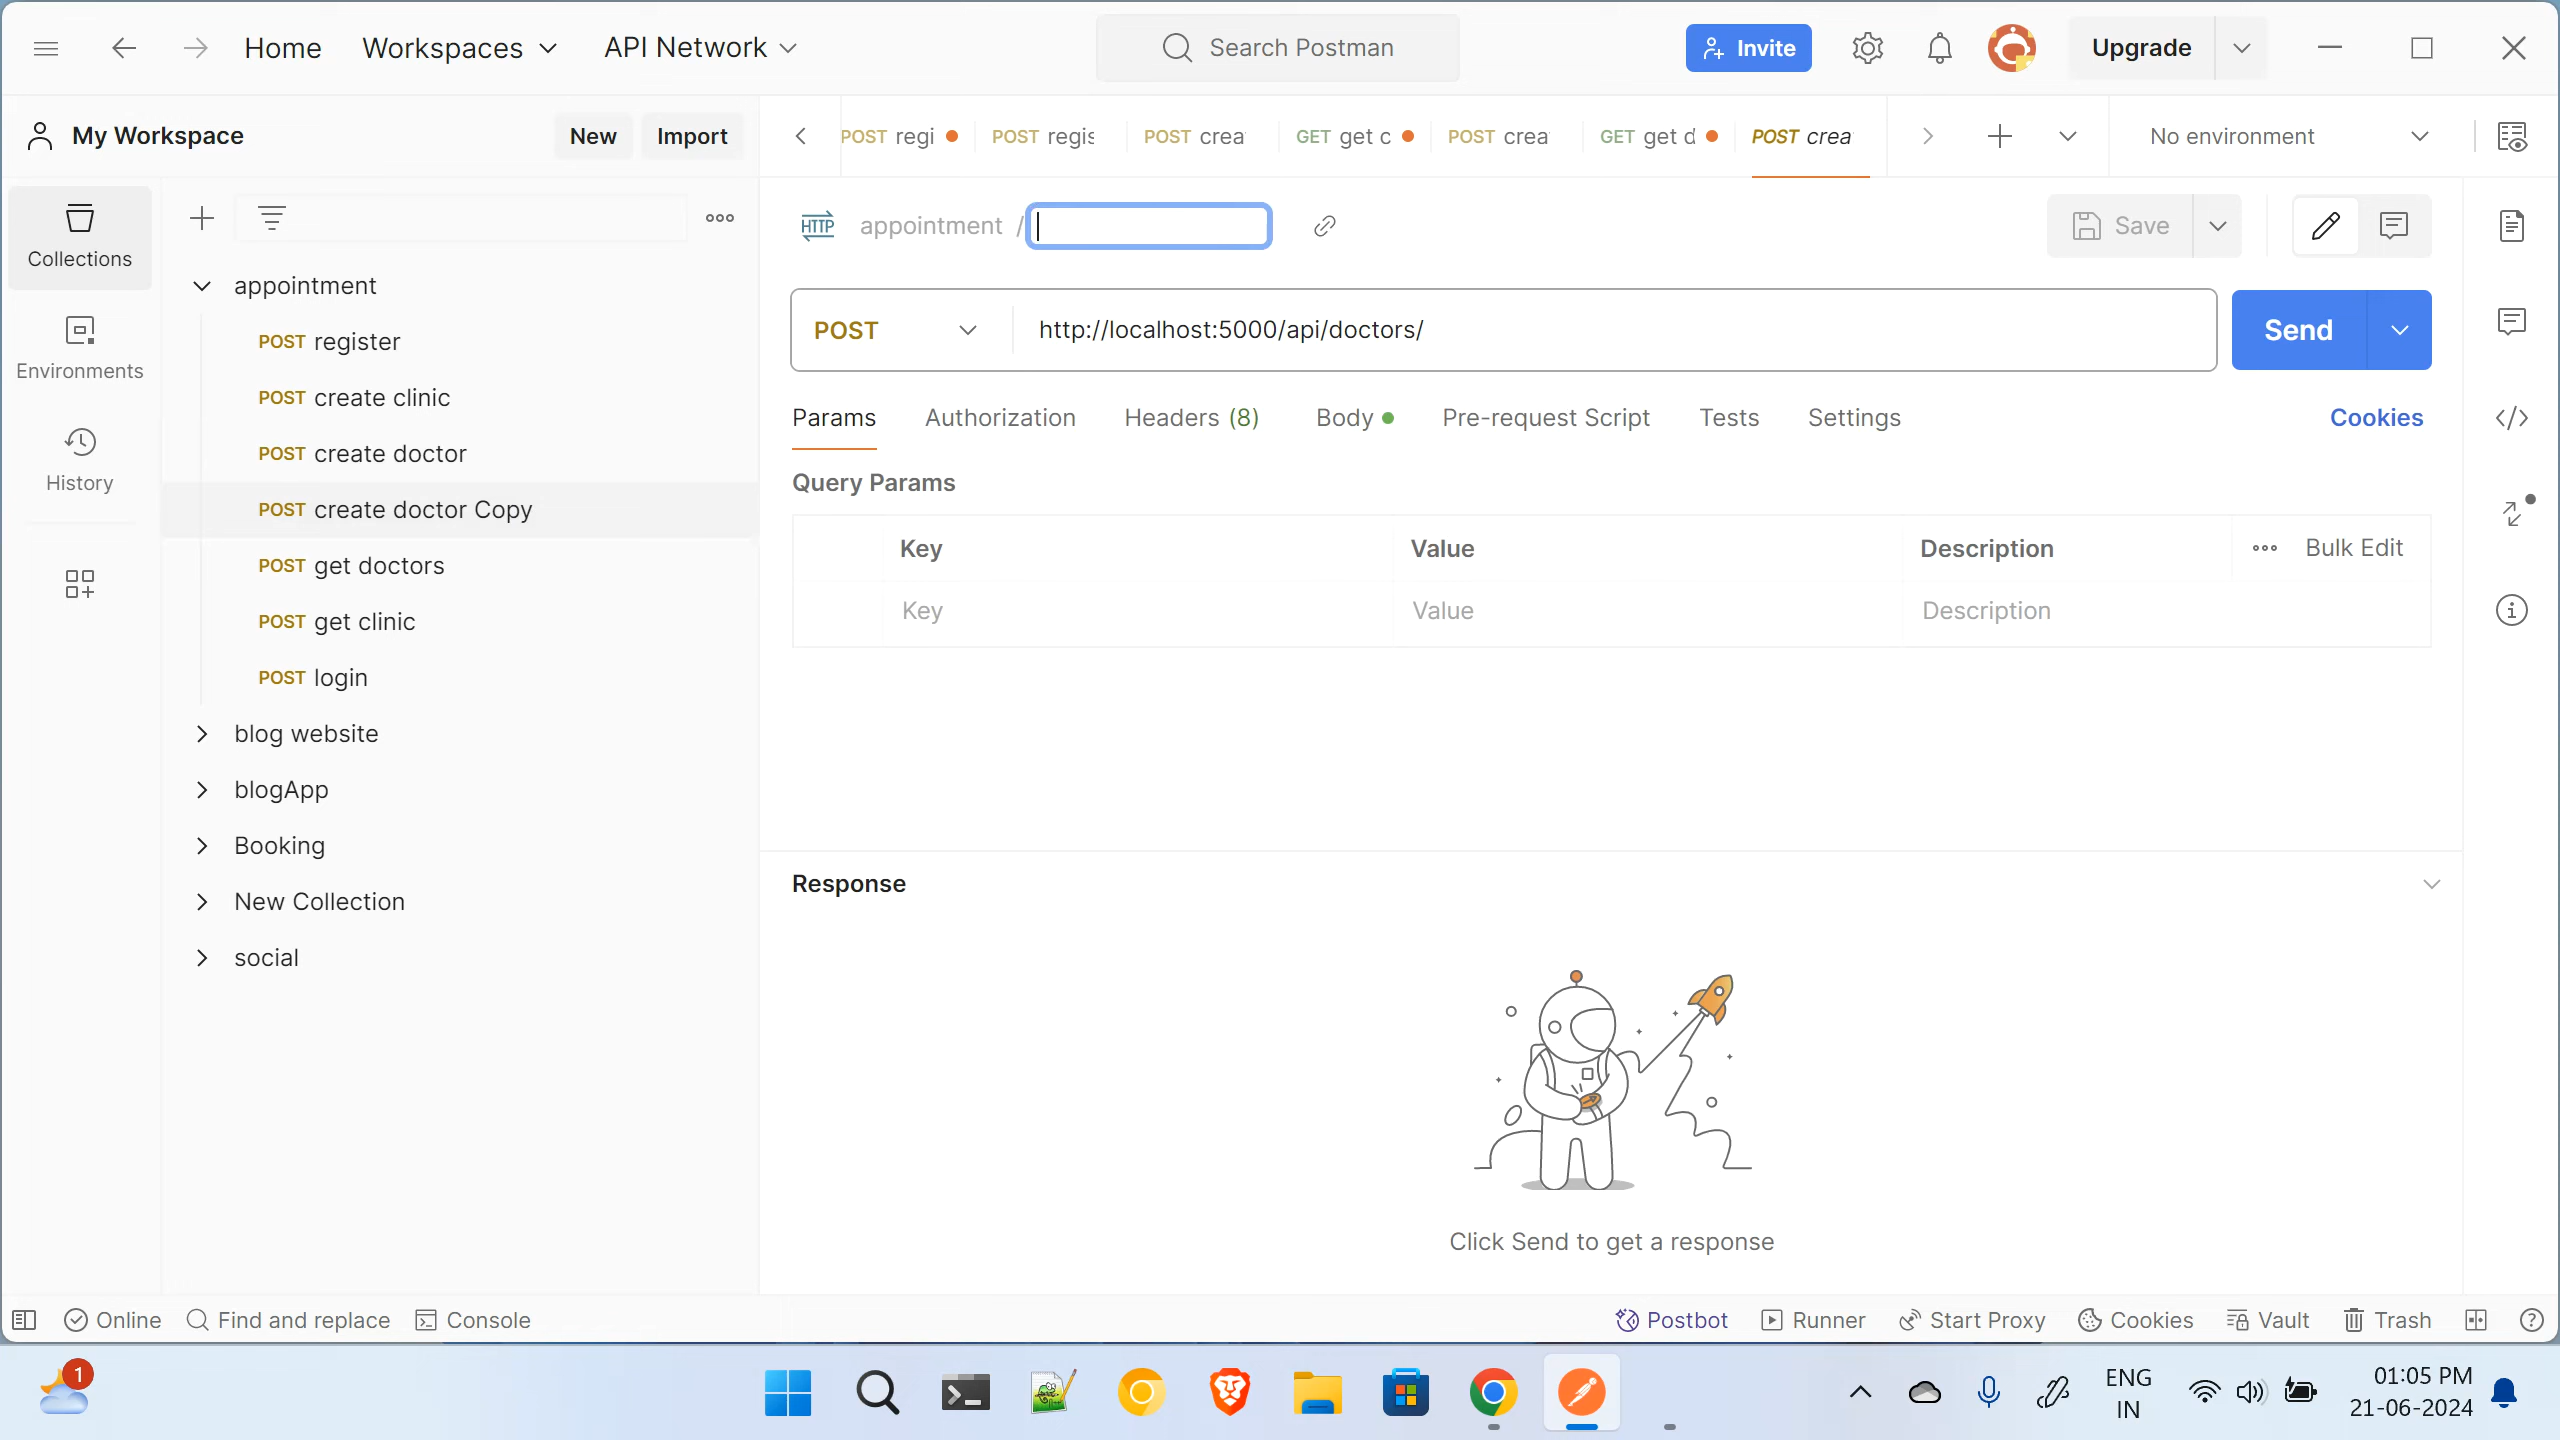 Home Workspaces API Network Search Postman Invite Upgrade
My Workspace New Import
POST regi POST regis POST crea GET get c POST crea GET get d POST crea No environment
Collections
Environments
History
appointment
POST register
POST create clinic
POST create doctor
POST create doctor Copy
POST get doctors
POST get clinic
POST login
blog website
blogApp
Booking
New Collection
social
HTTP appointment / Save
POST http://localhost:5000/api/doctors/ Send
Params Authorization Headers (8) Body Pre-request Script Tests Settings Cookies
Query Params
Key Value Description Bulk Edit
Key Value Description
Response
Click Send to get a response
Online Find and replace Console Postbot Runner Start Proxy Cookies Vault Trash
1
ENG
IN
01:05 PM
21-06-2024